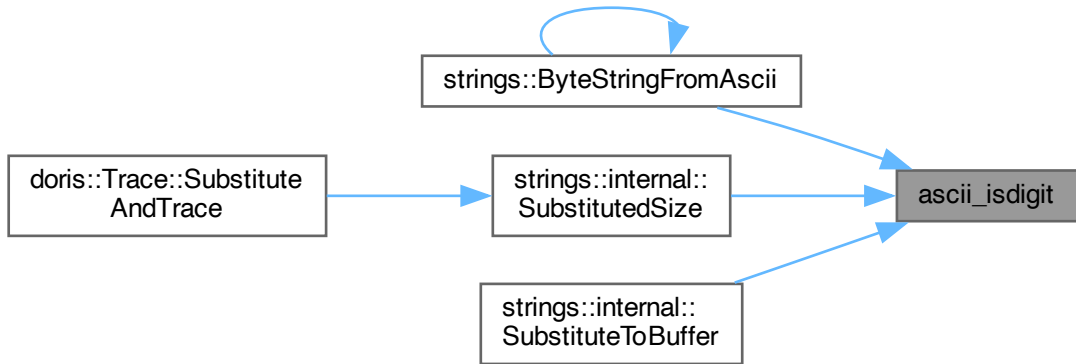 strings::ByteStringFromAscii
doris::Trace::Substitute
AndTrace
strings::internal::
SubstitutedSize
ascii_isdigit
strings::internal::
SubstituteToBuffer